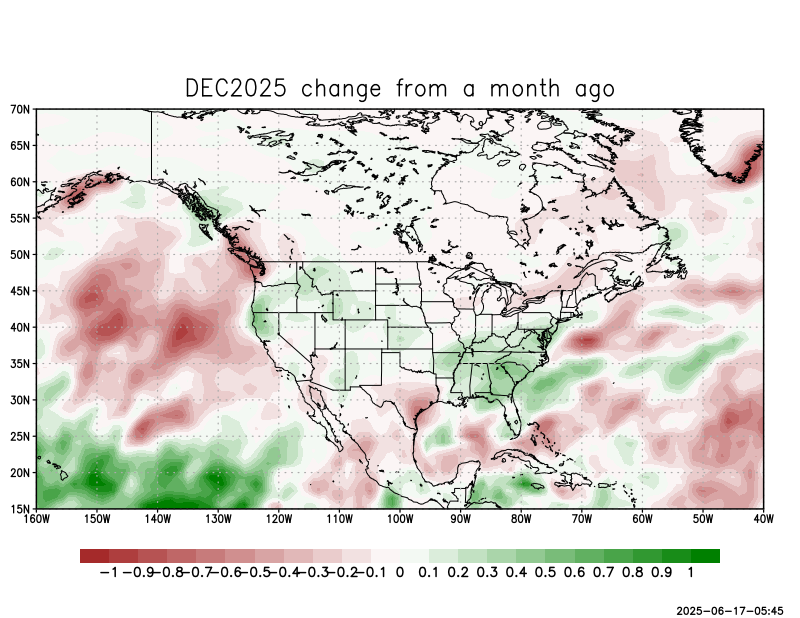 DEC2025 change from a month ago
70N
65N
60N
55N
50N
45N
40N
35N
30N
25N
20N
15N
160W 150W 140W 130W 120W 110W 100W 90W 80W 70W 60W 50W 40W
−1 −0.9 −0.8 −0.7 −0.6 −0.5 −0.4 −0.3 −0.2 −0.1 0 0.1 0.2 0.3 0.4 0.5 0.6 0.7 0.8 0.9 1
2025−06−17−05:45